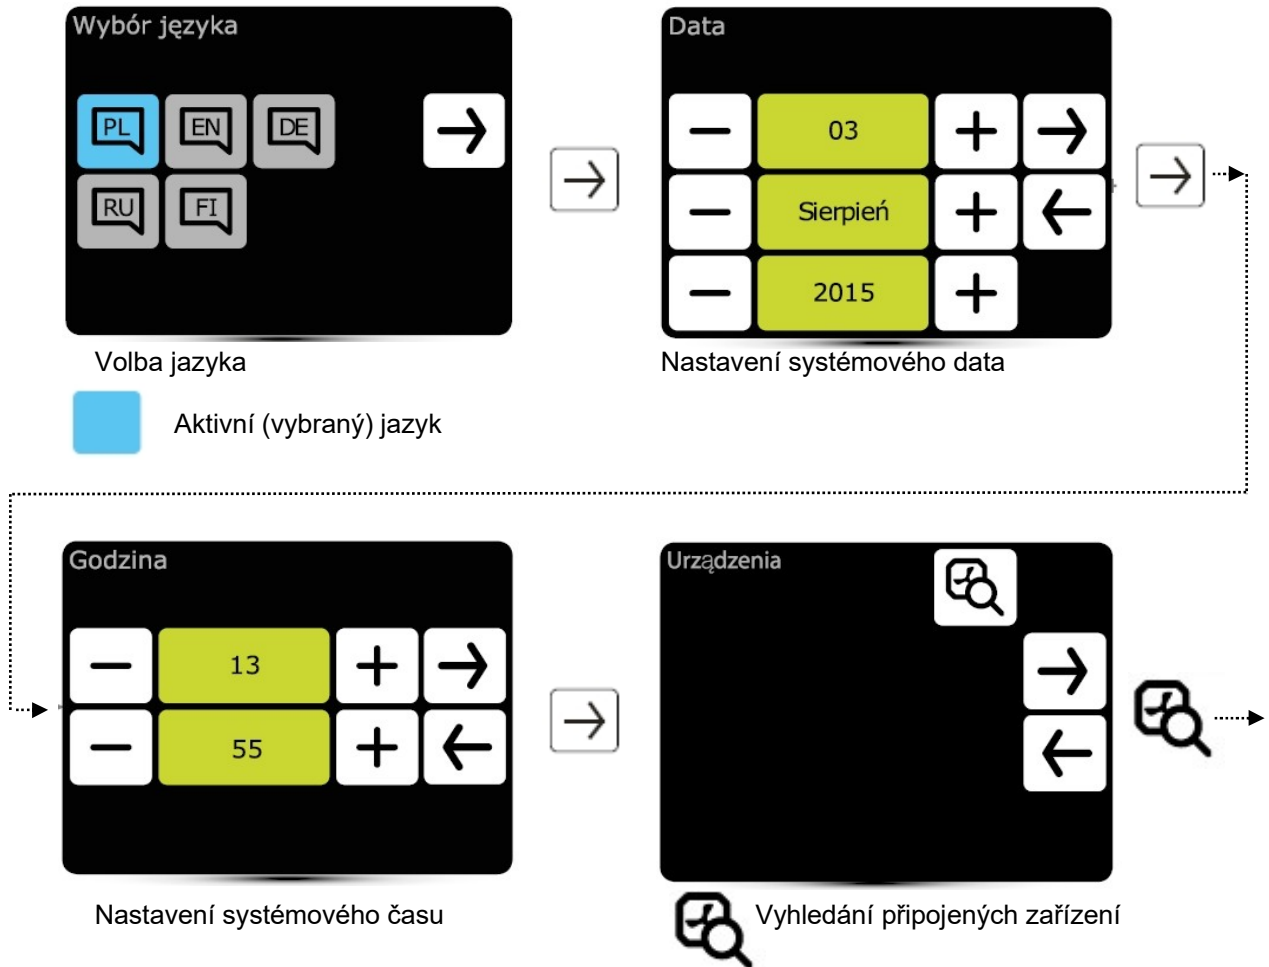 Wybór języka
PL EN DE
RU FI
Volba jazyka
Aktivní (vybraný) jazyk
Data
03
Sierpień
2015
Nastavení systémového data
Godzina
13
55
Nastavení systémového času
Urządzenia
Vyhledání připojených zařízení